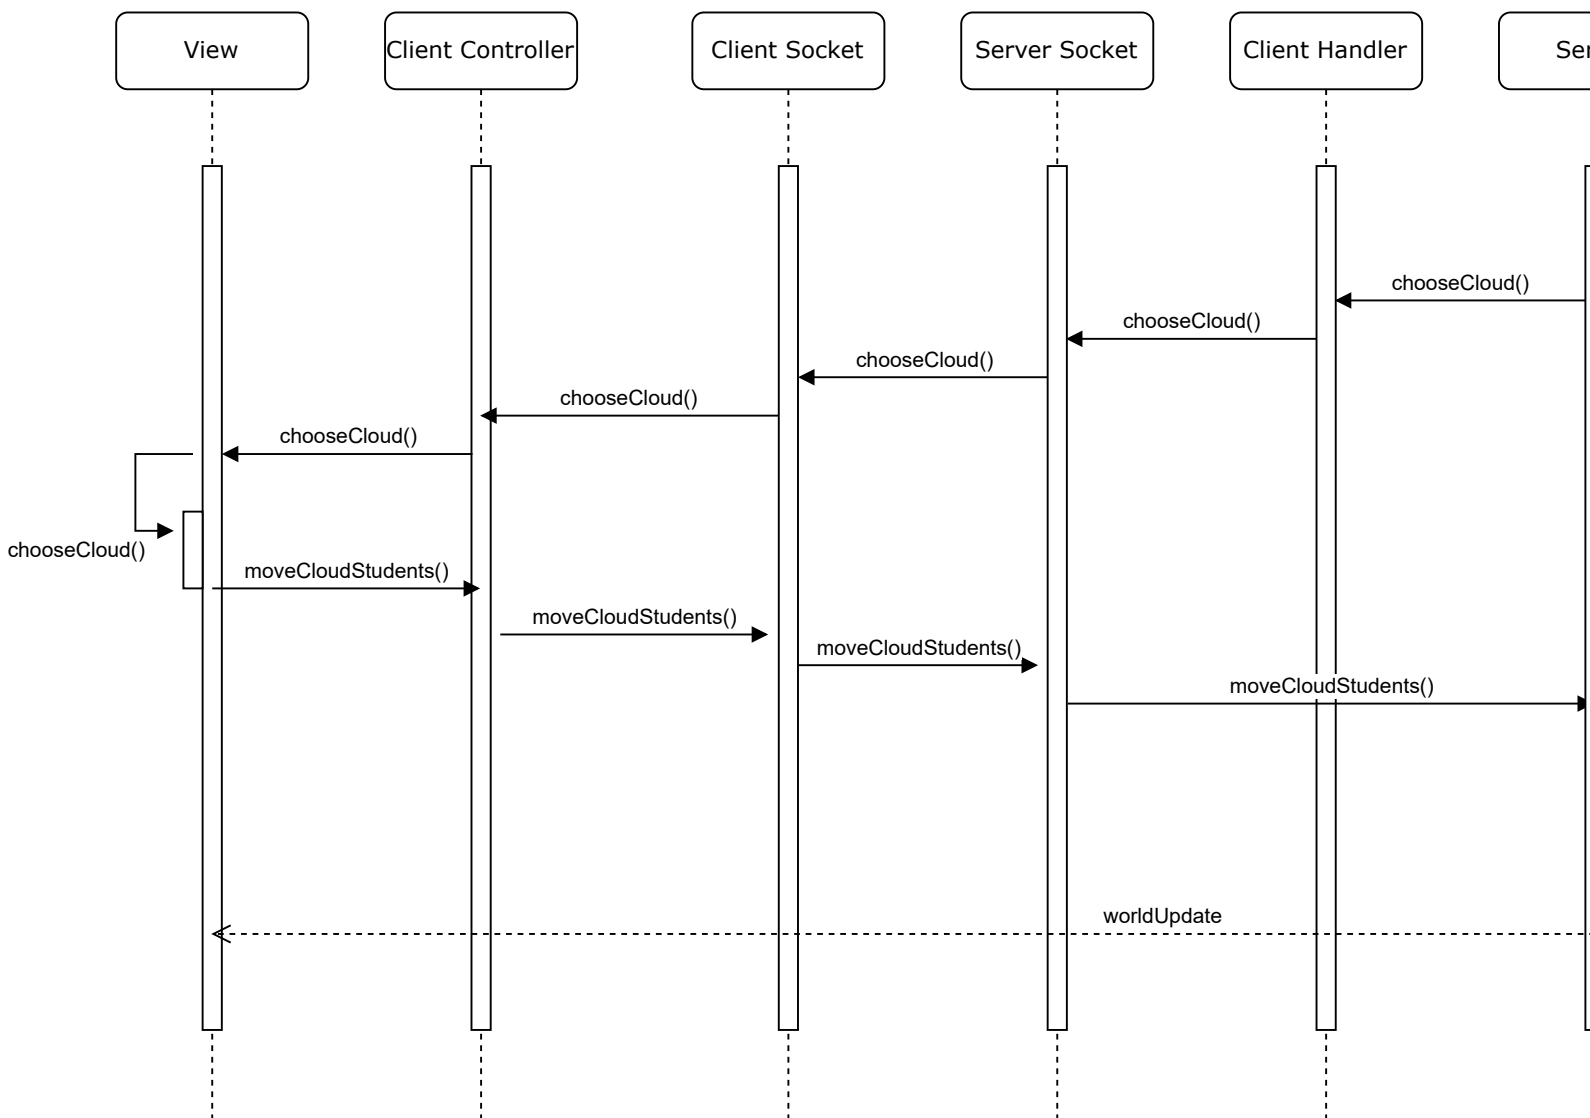 View
Client Controller
Client Socket
Server Socket
Client Handler
chooseCloud()
chooseCloud()
chooseCloud()
chooseCloud()
chooseCloud()
chooseCloud()
moveCloudStudents()
moveCloudStudents()
moveCloudStudents()
moveCloudStudents()
worldUpdate